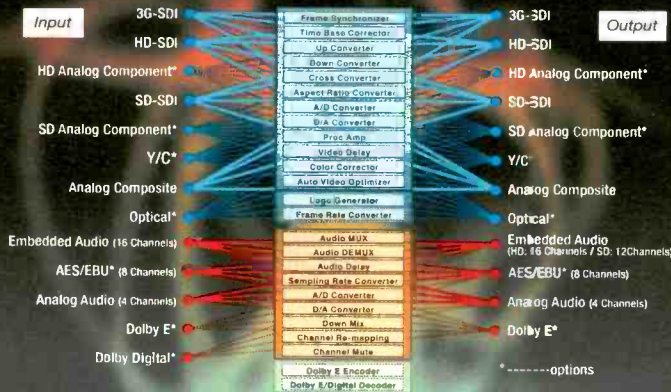 Input
3G-SDI
HD-SDI
HD Analog Component*
SD-SDI
SD Analog Component*
Y/C*
Analog Composite
Optical*
Embedded Audio (16 Channels)
AES/EBU* (8 Channels)
Analog Audio (4 Channels)
Dolby E*
Dolby Digital*
Frame Synchronizer
Time Base Corrector
Up Converter
Down Converter
Cross Converter
Aspect Ratio Converter
A/D Converter
D/A Converter
Proc Amp
Video Delay
Color Corrector
Auto Video Optimizer
Logo Generator
Frame Rate Converter
Audio MUX
Audio DEMUX
Audio Delay
Sampling Rate Converter
A/D Converter
D/A Converter
Down Mix
Channel Re-mapping
Channel Mute
Dolby E Encoder
Dolby E/Digital Decoder
Output
3G-SDI
HD-SDI
HD Analog Component*
SD-SDI
SD Analog Component*
Y/C*
Analog Composite
Optical*
Embedded Audio
(HD: 16 Channels / SD: 12Channels)
AES/EBU* (8 Channels)
Analog Audio (4 Channels)
Dolby E*
*-------options